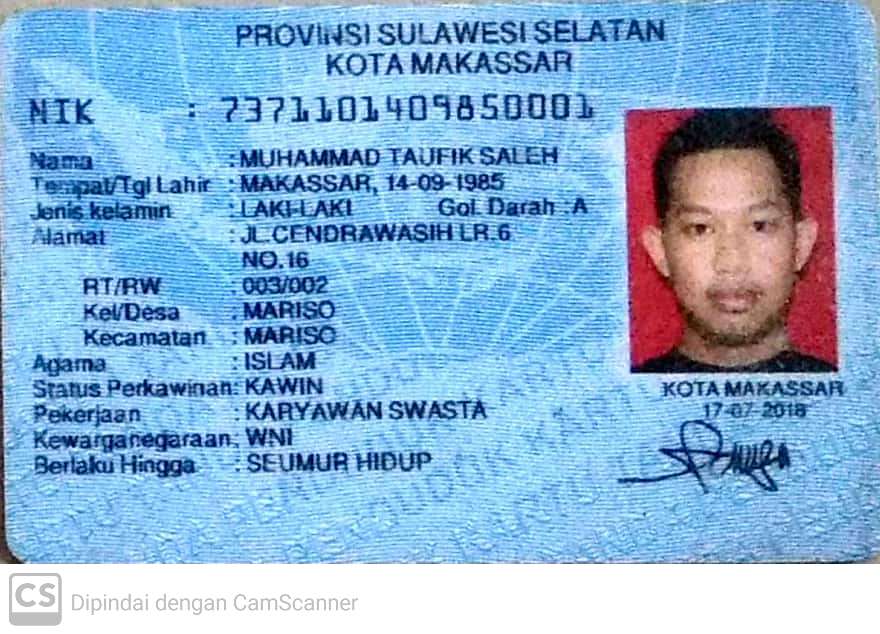 PROVINSI SULAWESI SELATAN
KOTA MAKASSAR
NIK : 7371101409850001
Nama : MUHAMMAD TAUFIK SALEH
Tempat/Tgl Lahir : MAKASSAR, 14-09-1985
Jenis kelamin : LAKI-LAKI Gol. Darah : A
Alamat : JL.CENDRAWASIH LR.6
NO.16
RT/RW : 003/002
Kel/Desa : MARISO
Kecamatan : MARISO
Agama : ISLAM
Status Perkawinan: KAWIN
Pekerjaan : KARYAWAN SWASTA
Kewarganegaraan: WNI
Berlaku Hingga : SEUMUR HIDUP
KOTA MAKASSAR
17-07-2018
CS Dipindai dengan CamScanner